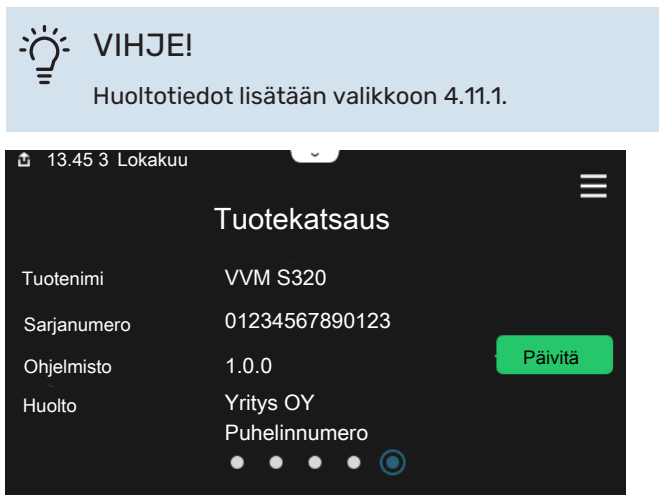 VIHJE!
Huoltotiedot lisätään valikkoon 4.11.1.
13.45 3 Lokakuu
Tuotekatsaus
Tuotenimi VVM S320
Sarjanumero 01234567890123
Ohjelmisto 1.0.0 Päivitä
Huolto Yritys OY
Puhelinnumero